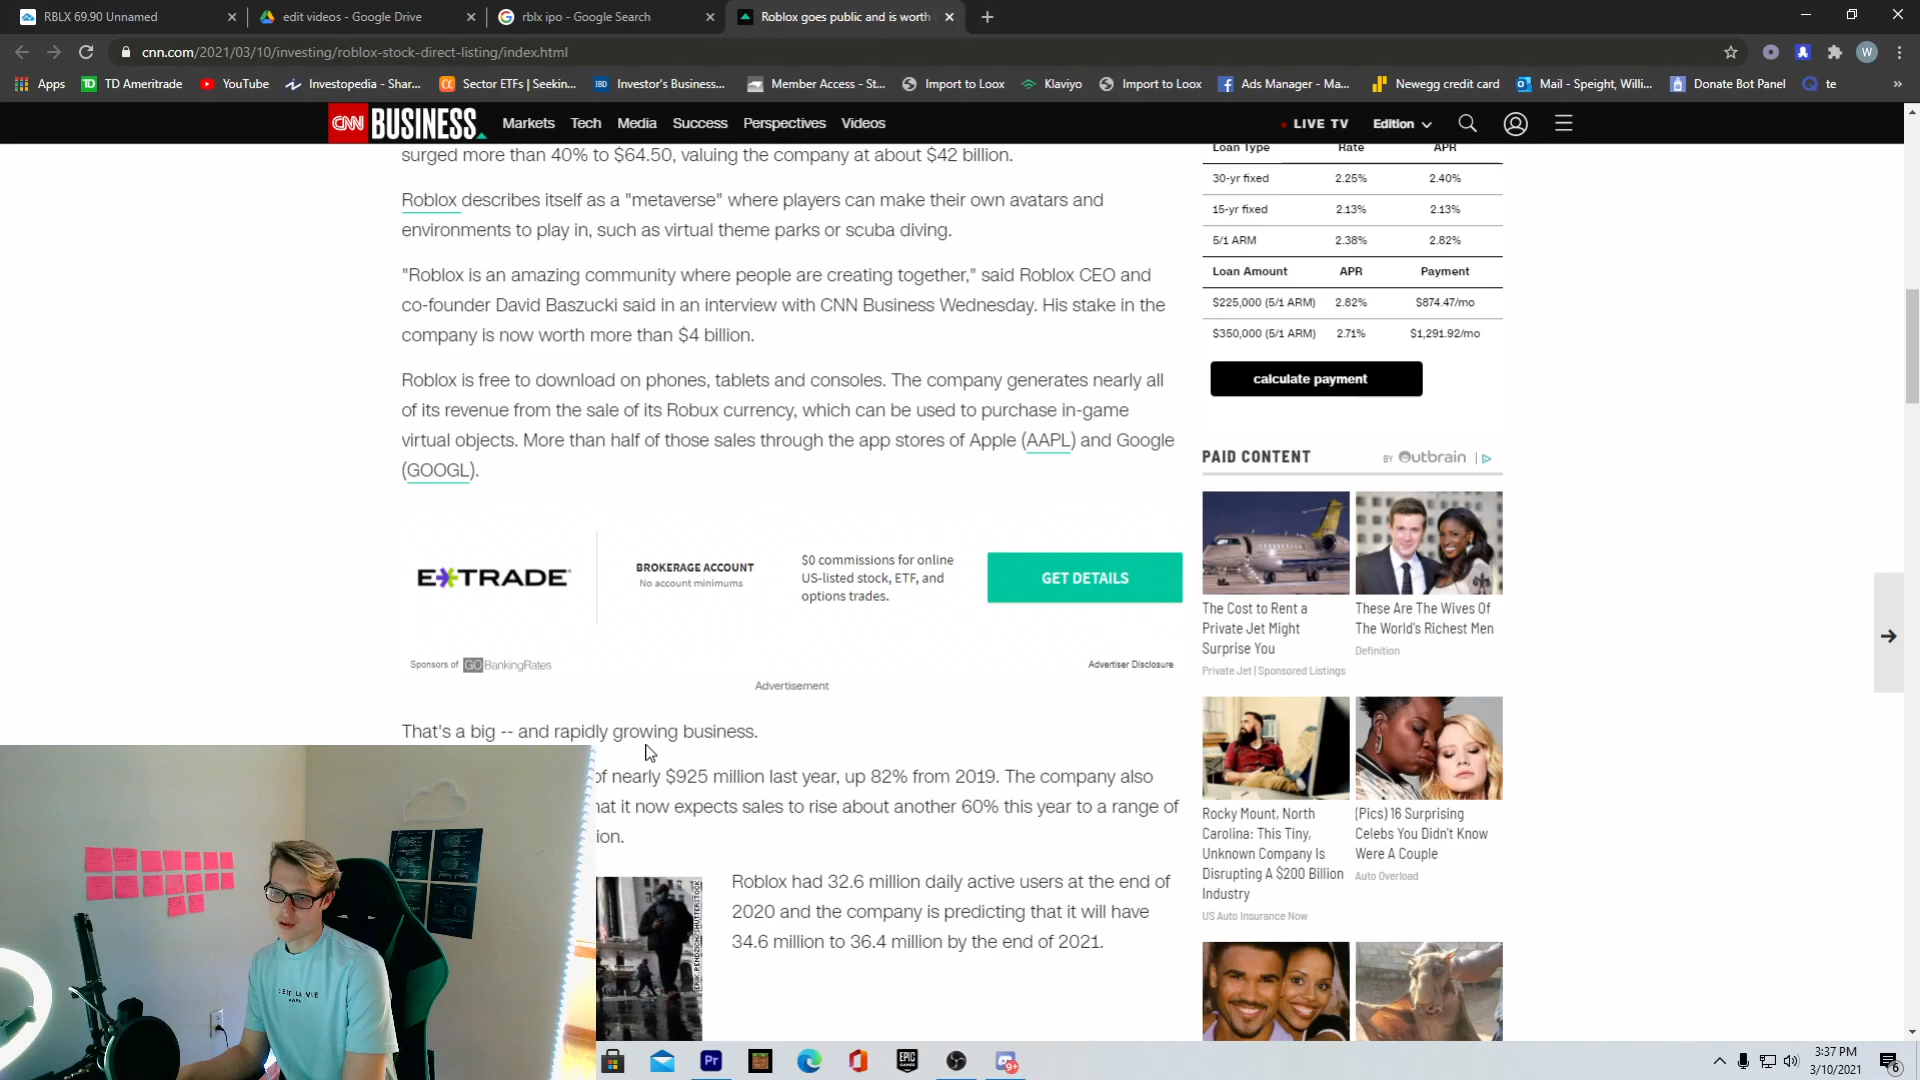 RBLX 69.90 Unnamed
edit videos - Google Drive
rblx ipo - Google Search
Roblox goes public and is worth
cnn.com/2021/03/10/investing/roblox-stock-direct-listing/index.html
W
Apps
TD Ameritrade
YouTube
Investopedia - Shar...
Sector ETFs | Seekin...
IBD Investor's Business...
Member Access - St...
Import to Loox
Klaviyo
Import to Loox
Ads Manager - Ma...
Newegg credit card
Mail - Speight, Willi...
Donate Bot Panel
te
»
CNN BUSINESS
Markets
Tech
Media
Success
Perspectives
Videos
LIVE TV
Edition
surged more than 40% to $64.50, valuing the company at about $42 billion.
Roblox describes itself as a "metaverse" where players can make their own avatars and
environments to play in, such as virtual theme parks or scuba diving.
"Roblox is an amazing community where people are creating together," said Roblox CEO and
co-founder David Baszucki said in an interview with CNN Business Wednesday. His stake in the
company is now worth more than $4 billion.
Roblox is free to download on phones, tablets and consoles. The company generates nearly all
of its revenue from the sale of its Robux currency, which can be used to purchase in-game
virtual objects. More than half of those sales through the app stores of Apple (AAPL) and Google
(GOOGL).
E*TRADE
BROKERAGE ACCOUNT
No account minimums
$0 commissions for online
US-listed stock, ETF, and
options trades.
GET DETAILS
Sponsors of GOBankingRates
Advertiser Disclosure
Advertisement
That's a big -- and rapidly growing business.
of nearly $925 million last year, up 82% from 2019. The company also
hat it now expects sales to rise about another 60% this year to a range of
ion.
Roblox had 32.6 million daily active users at the end of
2020 and the company is predicting that it will have
34.6 million to 36.4 million by the end of 2021.
ERIK PENDZICH/SHUTTERSTOCK
Loan Type Rate APR
30-yr fixed 2.25% 2.40%
15-yr fixed 2.13% 2.13%
5/1 ARM 2.38% 2.82%
Loan Amount APR Payment
$225,000 (5/1 ARM) 2.82% $874.47/mo
$350,000 (5/1 ARM) 2.71% $1,291.92/mo
calculate payment
PAID CONTENT
BY Outbrain
The Cost to Rent a
Private Jet Might
Surprise You
Private Jet | Sponsored Listings
These Are The Wives Of
The World's Richest Men
Definition
Rocky Mount, North
Carolina: This Tiny,
Unknown Company Is
Disrupting A $200 Billion
Industry
US Auto Insurance Now
(Pics) 16 Surprising
Celebs You Didn't Know
Were A Couple
Auto Overload
Pr
EPIC
GAMES
9+
3:37 PM
3/10/2021
6